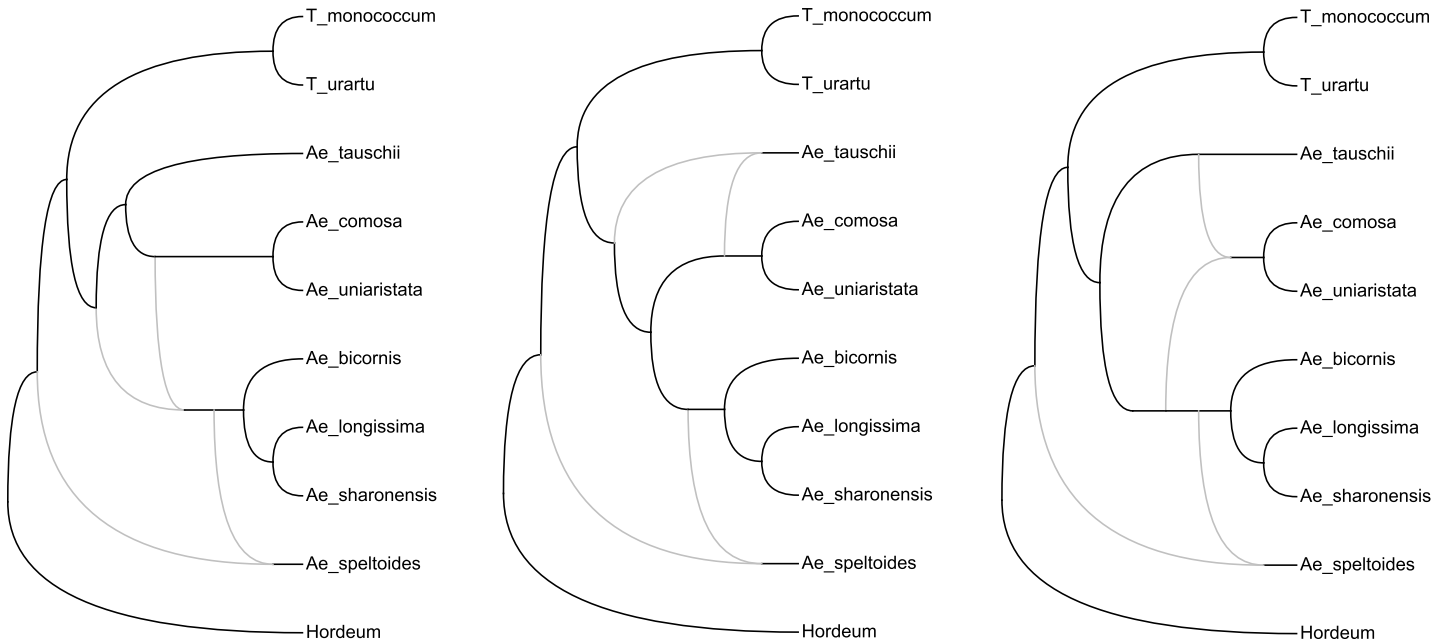 T_monococcum
T_urartu
Ae_tauschii
Ae_comosa
Ae_uniaristata
Ae_bicornis
Ae_longissima
Ae_sharonensis
Ae_speltoides
Hordeum
T_monococcum
T_urartu
Ae_tauschii
Ae_comosa
Ae_uniaristata
Ae_bicornis
Ae_longissima
Ae_sharonensis
Ae_speltoides
Hordeum
T_monococcum
T_urartu
Ae_tauschii
Ae_comosa
Ae_uniaristata
Ae_bicornis
Ae_longissima
Ae_sharonensis
Ae_speltoides
Hordeum